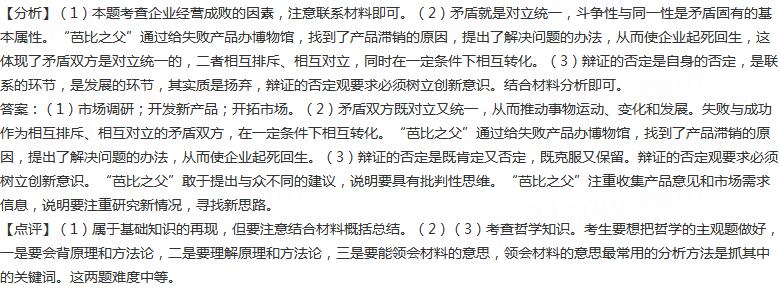 【分析】（1）本题考查企业经营成败的因素，注意联系材料即可。（2）矛盾就是对立统一，斗争性与同一性是矛盾固有的基
本属性。“芭比之父”通过给失败产品办博物馆，找到了产品滞销的原因，提出了解决问题的办法，从而使企业起死回生，这
体现了矛盾双方是对立统一的，二者相互排斥、相互对立，同时在一定条件下相互转化。（3）辩证的否定是自身的否定，是联
系的环节，是发展的环节，其实质是扬弃，辩证的否定观要求必须树立创新意识。结合材料分析即可。
答案：（1）市场调研；开发新产品；开拓市场。（2）矛盾双方既对立又统一，从而推动事物运动、变化和发展。失败与成功
作为相互排斥、相互对立的矛盾双方，在一定条件下相互转化。“芭比之父”通过给失败产品办博物馆，找到了产品滞销的原
因，提出了解决问题的办法，从而使企业起死回生。（3）辩证的否定是既肯定又否定，既克服又保留。辩证的否定观要求必须
树立创新意识。“芭比之父”敢于提出与众不同的建议，说明要具有批判性思维。“芭比之父”注重收集产品意见和市场需求
信息，说明要注重研究新情况，寻找新思路。
【点评】（1）属于基础知识的再现，但要注意结合材料概括总结。（2）（3）考查哲学知识。考生要想把哲学的主观题做好，
一是要会背原理和方法论，二是要理解原理和方法论，三是要能领会材料的意思，领会材料的意思最常用的分析方法是抓其中
的关键词。这两题难度中等。